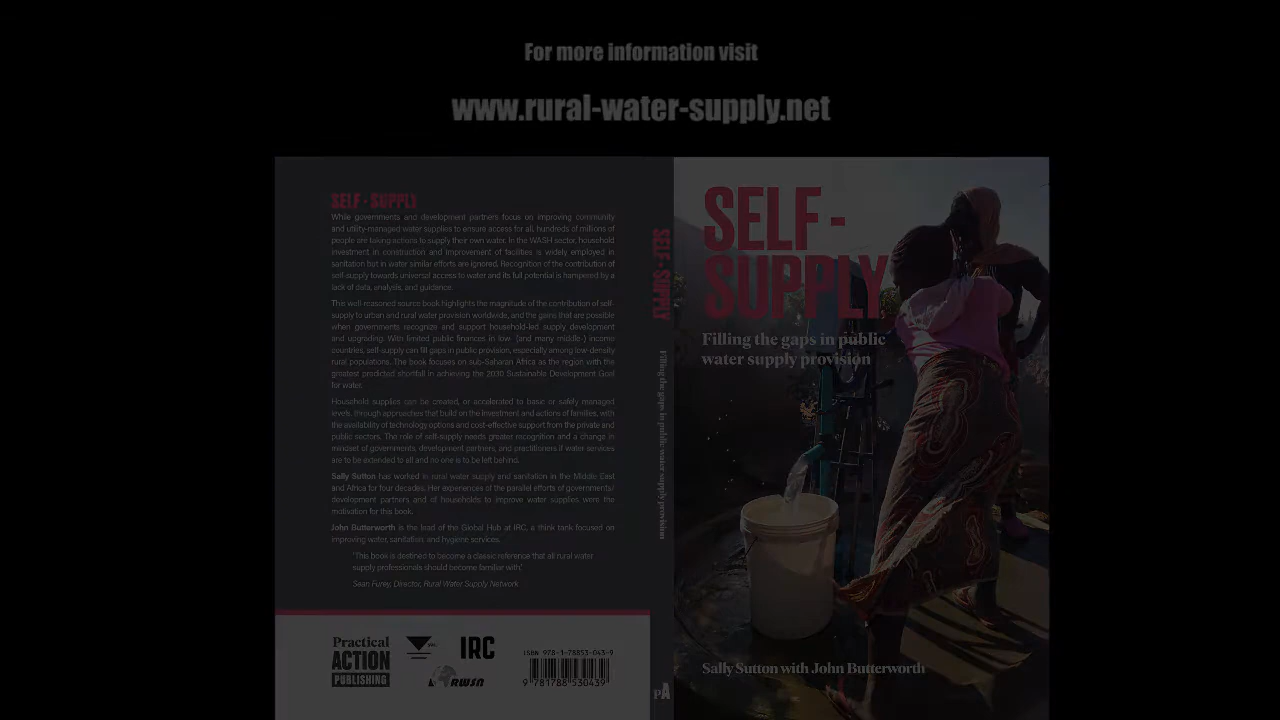 For more information visit
www.rural-water-supply.net
SELF - SUPPLY
While governments and development partners focus on improving community
and utility-managed water supplies to ensure access for all, hundreds of millions of
people are taking actions to supply their own water. In the WASH sector, household
investment in construction and improvement of facilities is widely employed in
sanitation but in water similar efforts are ignored. Recognition of the contribution of
self-supply towards universal access to water and its full potential is hampered by a
lack of data, analysis, and guidance.
This well-reasoned source book highlights the magnitude of the contribution of self-
supply to urban and rural water provision worldwide, and the gains that are possible
when governments recognize and support household-led supply development
and upgrading. With limited public finances in low- (and many middle-) income
countries, self-supply can fill gaps in public provision, especially among low-density
rural populations. The book focuses on sub-Saharan Africa as the region with the
greatest predicted shortfall in achieving the 2030 Sustainable Development Goal
for water.
Household supplies can be created, or accelerated to basic or safely managed
levels, through approaches that build on the investment and actions of families, with
the availability of technology options and cost-effective support from the private and
public sectors. The role of self-supply needs greater recognition and a change in
mindset of governments, development partners, and practitioners if water services
are to be extended to all and no one is to be left behind.
Sally Sutton has worked in rural water supply and sanitation in the Middle East
and Africa for four decades. Her experiences of the parallel efforts of governments/
development partners and of households to improve water supplies were the
motivation for this book.
John Butterworth is the lead of the Global Hub at IRC, a think tank focused on
improving water, sanitation, and hygiene services.
'This book is destined to become a classic reference that all rural water
supply professionals should become familiar with'.
Sean Furey, Director, Rural Water Supply Network
Practical
ACTION
PUBLISHING
IRC
RWSN
ISBN 978-1-78853-043-9
9 781788 530439
SELF - SUPPLY
Filling the gaps in public water supply provision
PA
SELF -
SUPPLY
Filling the gaps in public
water supply provision
Sally Sutton with John Butterworth